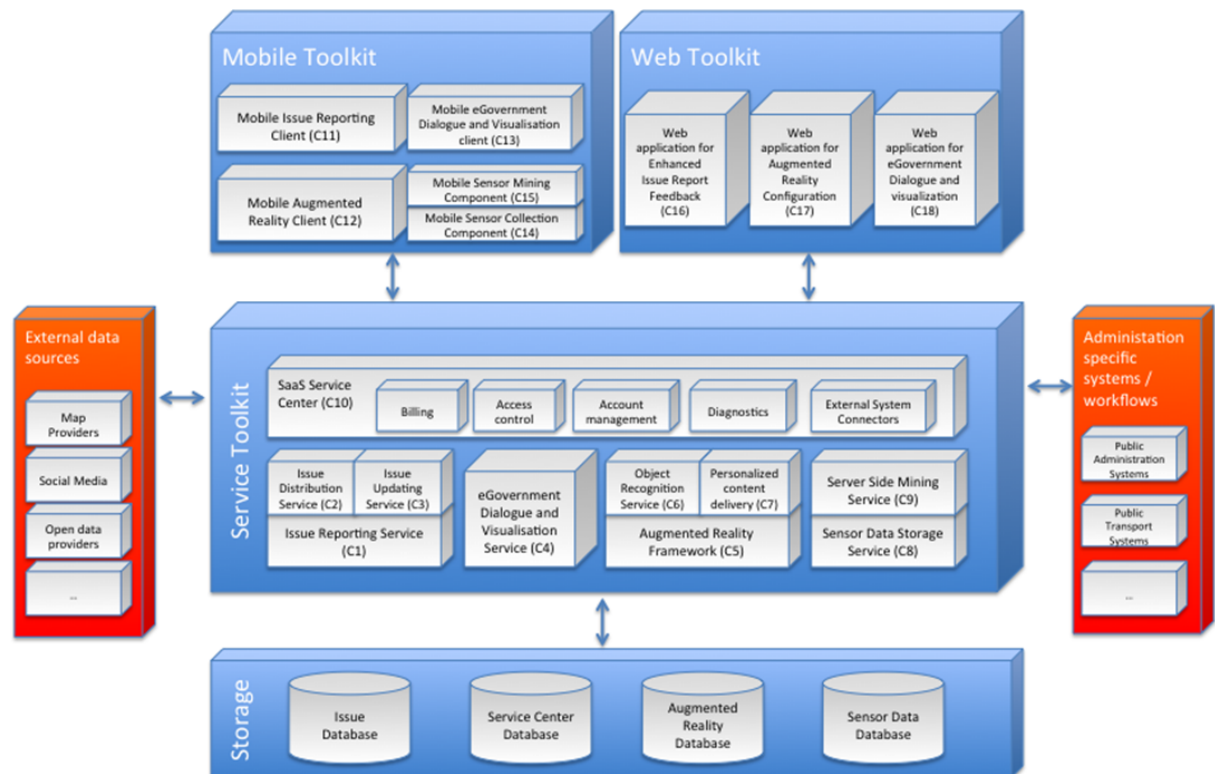 Mobile Toolkit
Mobile Issue Reporting
Client (C11)
Mobile eGovernment
Dialogue and Visualisation
client (C13)
Mobile Augmented
Reality Client (C12)
Mobile Sensor Mining
Component (C15)
Mobile Sensor Collection
Component (C14)
Web Toolkit
Web
application for
Enhanced
Issue Report
Feedback
(C16)
Web
application for
Augmented
Reality
Configuration
(C17)
Web
application for
eGovernment
Dialogue and
visualization
(C18)
External data
sources
Map
Providers
Social Media
Open data
providers
...
Service Toolkit
SaaS Service
Center (C10)
Billing
Access
control
Account
management
Diagnostics
External System
Connectors
Issue
Distribution
Service (C2)
Issue
Updating
Service (C3)
Issue Reporting Service
(C1)
eGovernment
Dialogue and
Visualisation
Service (C4)
Object
Recognition
Service (C6)
Personalized
content
delivery (C7)
Augmented Reality
Framework (C5)
Server Side Mining
Service (C9)
Sensor Data Storage
Service (C8)
Administation
specific
systems /
workflows
Public
Administration
Systems
Public
Transport
Systems
...
Storage
Issue
Database
Service Center
Database
Augmented
Reality
Database
Sensor Data
Database